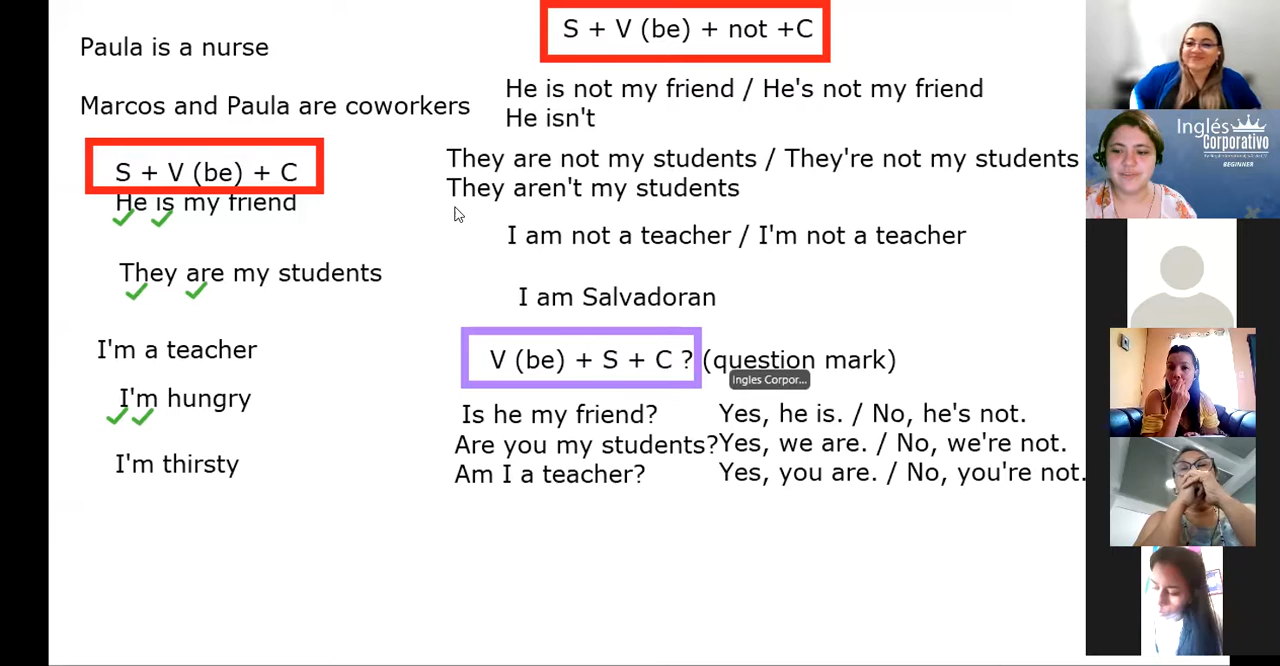 Paula is a nurse
Marcos and Paula are coworkers
S + V (be) + C
He is my friend
They are my students
I'm a teacher
I'm hungry
I'm thirsty
S + V (be) + not +C
He is not my friend / He's not my friend
He isn't
They are not my students / They're not my students
They aren't my students
I am not a teacher / I'm not a teacher
I am Salvadoran
V (be) + S + C ? (question mark)
ingles Corpor...
Is he my friend? Yes, he is. / No, he's not.
Are you my students? Yes, we are. / No, we're not.
Am I a teacher? Yes, you are. / No, you're not.
Inglés
Corporativo
BEGINNER